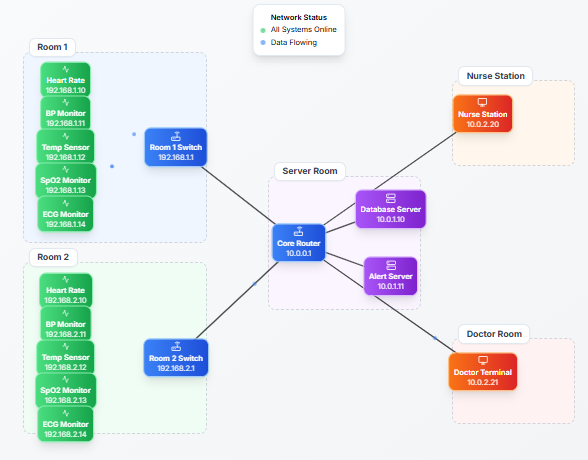 Network Status
All Systems Online
Data Flowing
Room 1
Heart Rate
192.168.1.10
BP Monitor
192.168.1.11
Temp Sensor
192.168.1.12
SpO2 Monitor
192.168.1.13
ECG Monitor
192.168.1.14
Room 1 Switch
192.168.1.1
Room 2
Heart Rate
192.168.2.10
BP Monitor
192.168.2.11
Temp Sensor
192.168.2.12
SpO2 Monitor
192.168.2.13
ECG Monitor
192.168.2.14
Room 2 Switch
192.168.2.1
Server Room
Core Router
10.0.0.1
Database Server
10.0.1.10
Alert Server
10.0.1.11
Nurse Station
Nurse Station
10.0.2.20
Doctor Room
Doctor Terminal
10.0.2.21